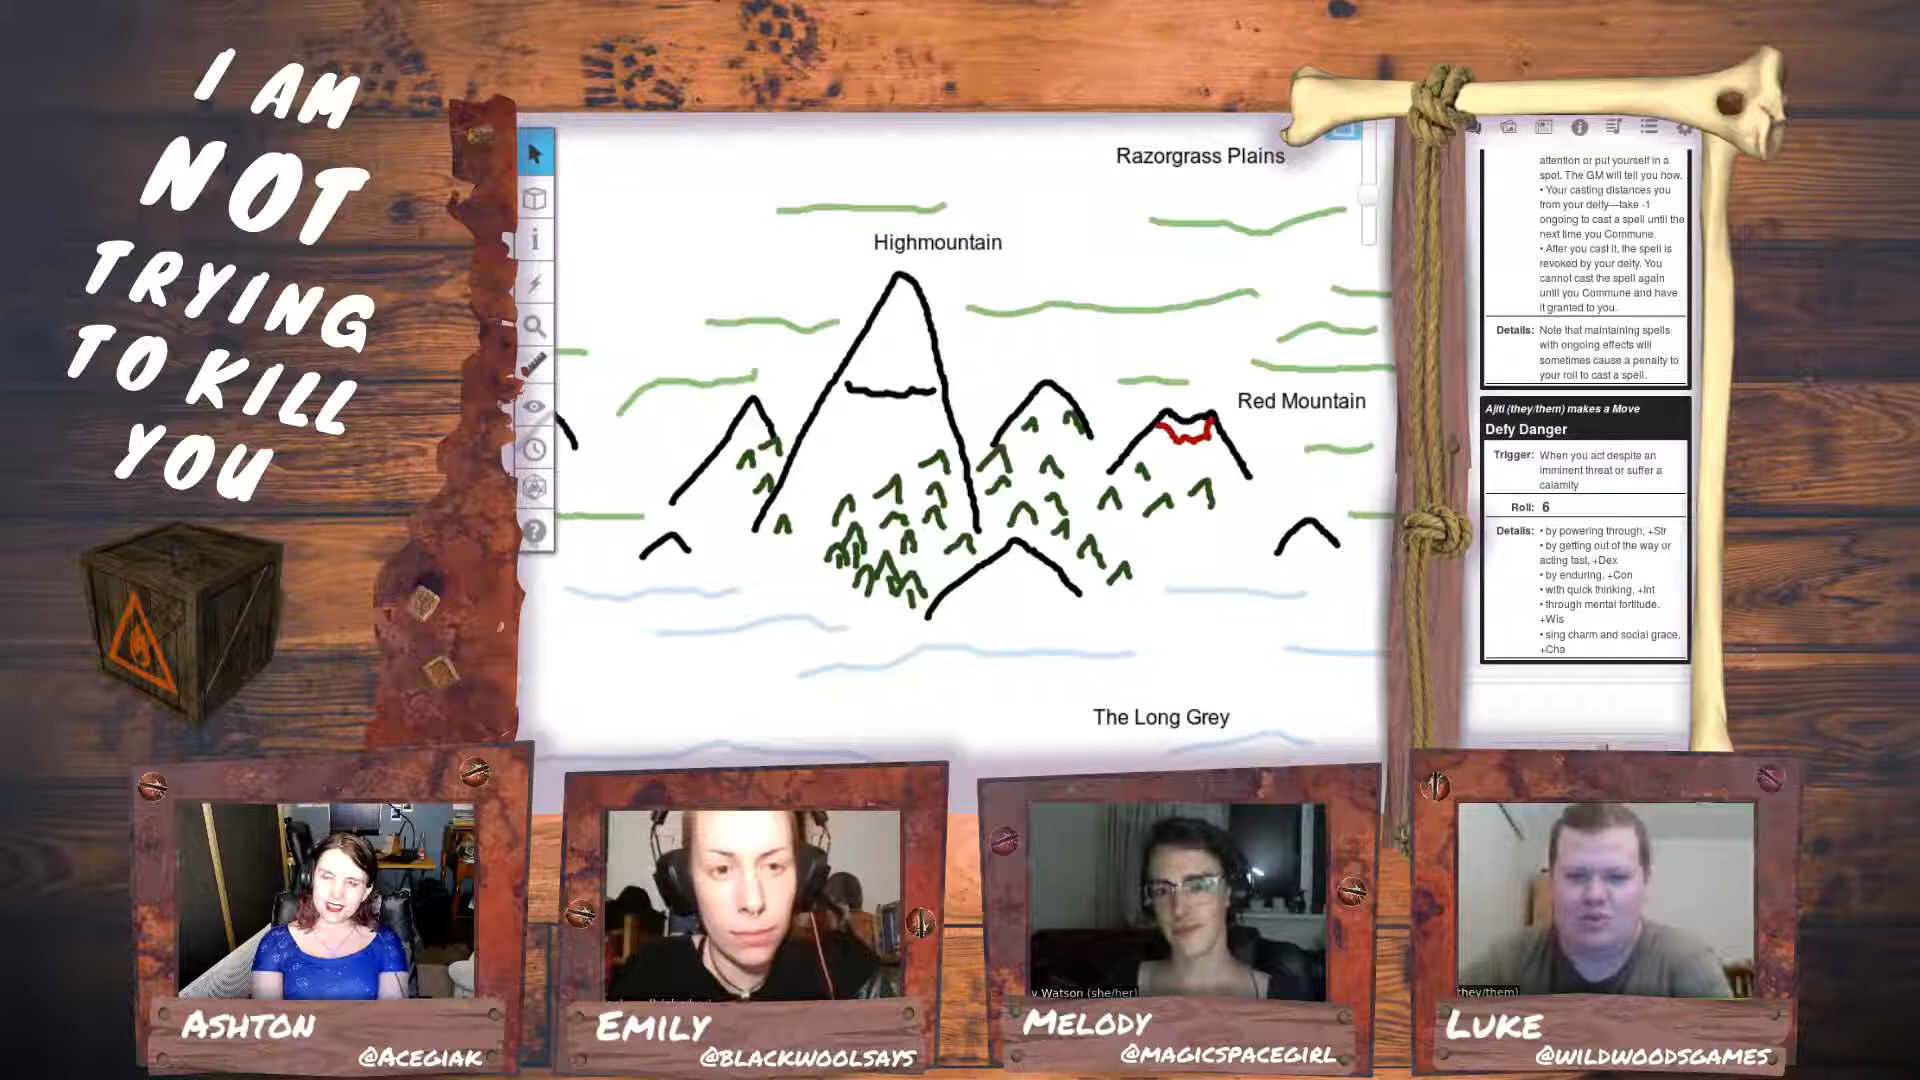 I AM
NOT
TRYING
TO KILL
YOU
Razorgrass Plains
Highmountain
Red Mountain
The Long Grey
attention or put yourself in a
spot. The GM will tell you how.
• Your casting distances you
from your deity—take -1
ongoing to cast a spell until the
next time you Commune.
• After you cast it, the spell is
revoked by your deity. You
cannot cast the spell again
until you Commune and have
it granted to you.
Details: Note that maintaining spells
with ongoing effects will
sometimes cause a penalty to
your roll to cast a spell.
Ajiti (they/them) makes a Move
Defy Danger
Trigger: When you act despite an
imminent threat or suffer a
calamity
Roll: 6
Details: • by powering through, +Str
• by getting out of the way or
acting fast, +Dex
• by enduring, +Con
• with quick thinking, +Int
• through mental fortitude,
+Wis
• sing charm and social grace,
+Cha
Watson (she/her)
they/them)
ASHTON
@ACEGIAK
EMILY
@BLACKWOOLSAYS
MELODY
@MAGICSPACEGIRL
LUKE
@WILDWOODSGAMES